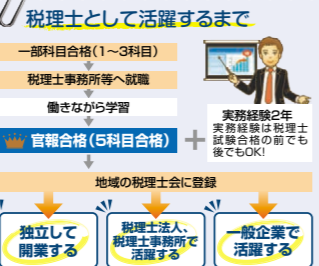 税理士として活躍するまで
一部科目合格(1〜3科目)
税理士事務所等へ就職
働きながら学習
官報合格(5科目合格)
実務経験2年
実務経験は税理士
試験合格の前でも
後でもOK!
地域の税理士会に登録
独立して
開業する
税理士法人、
税理士事務所で
活躍する
一般企業で
活躍する